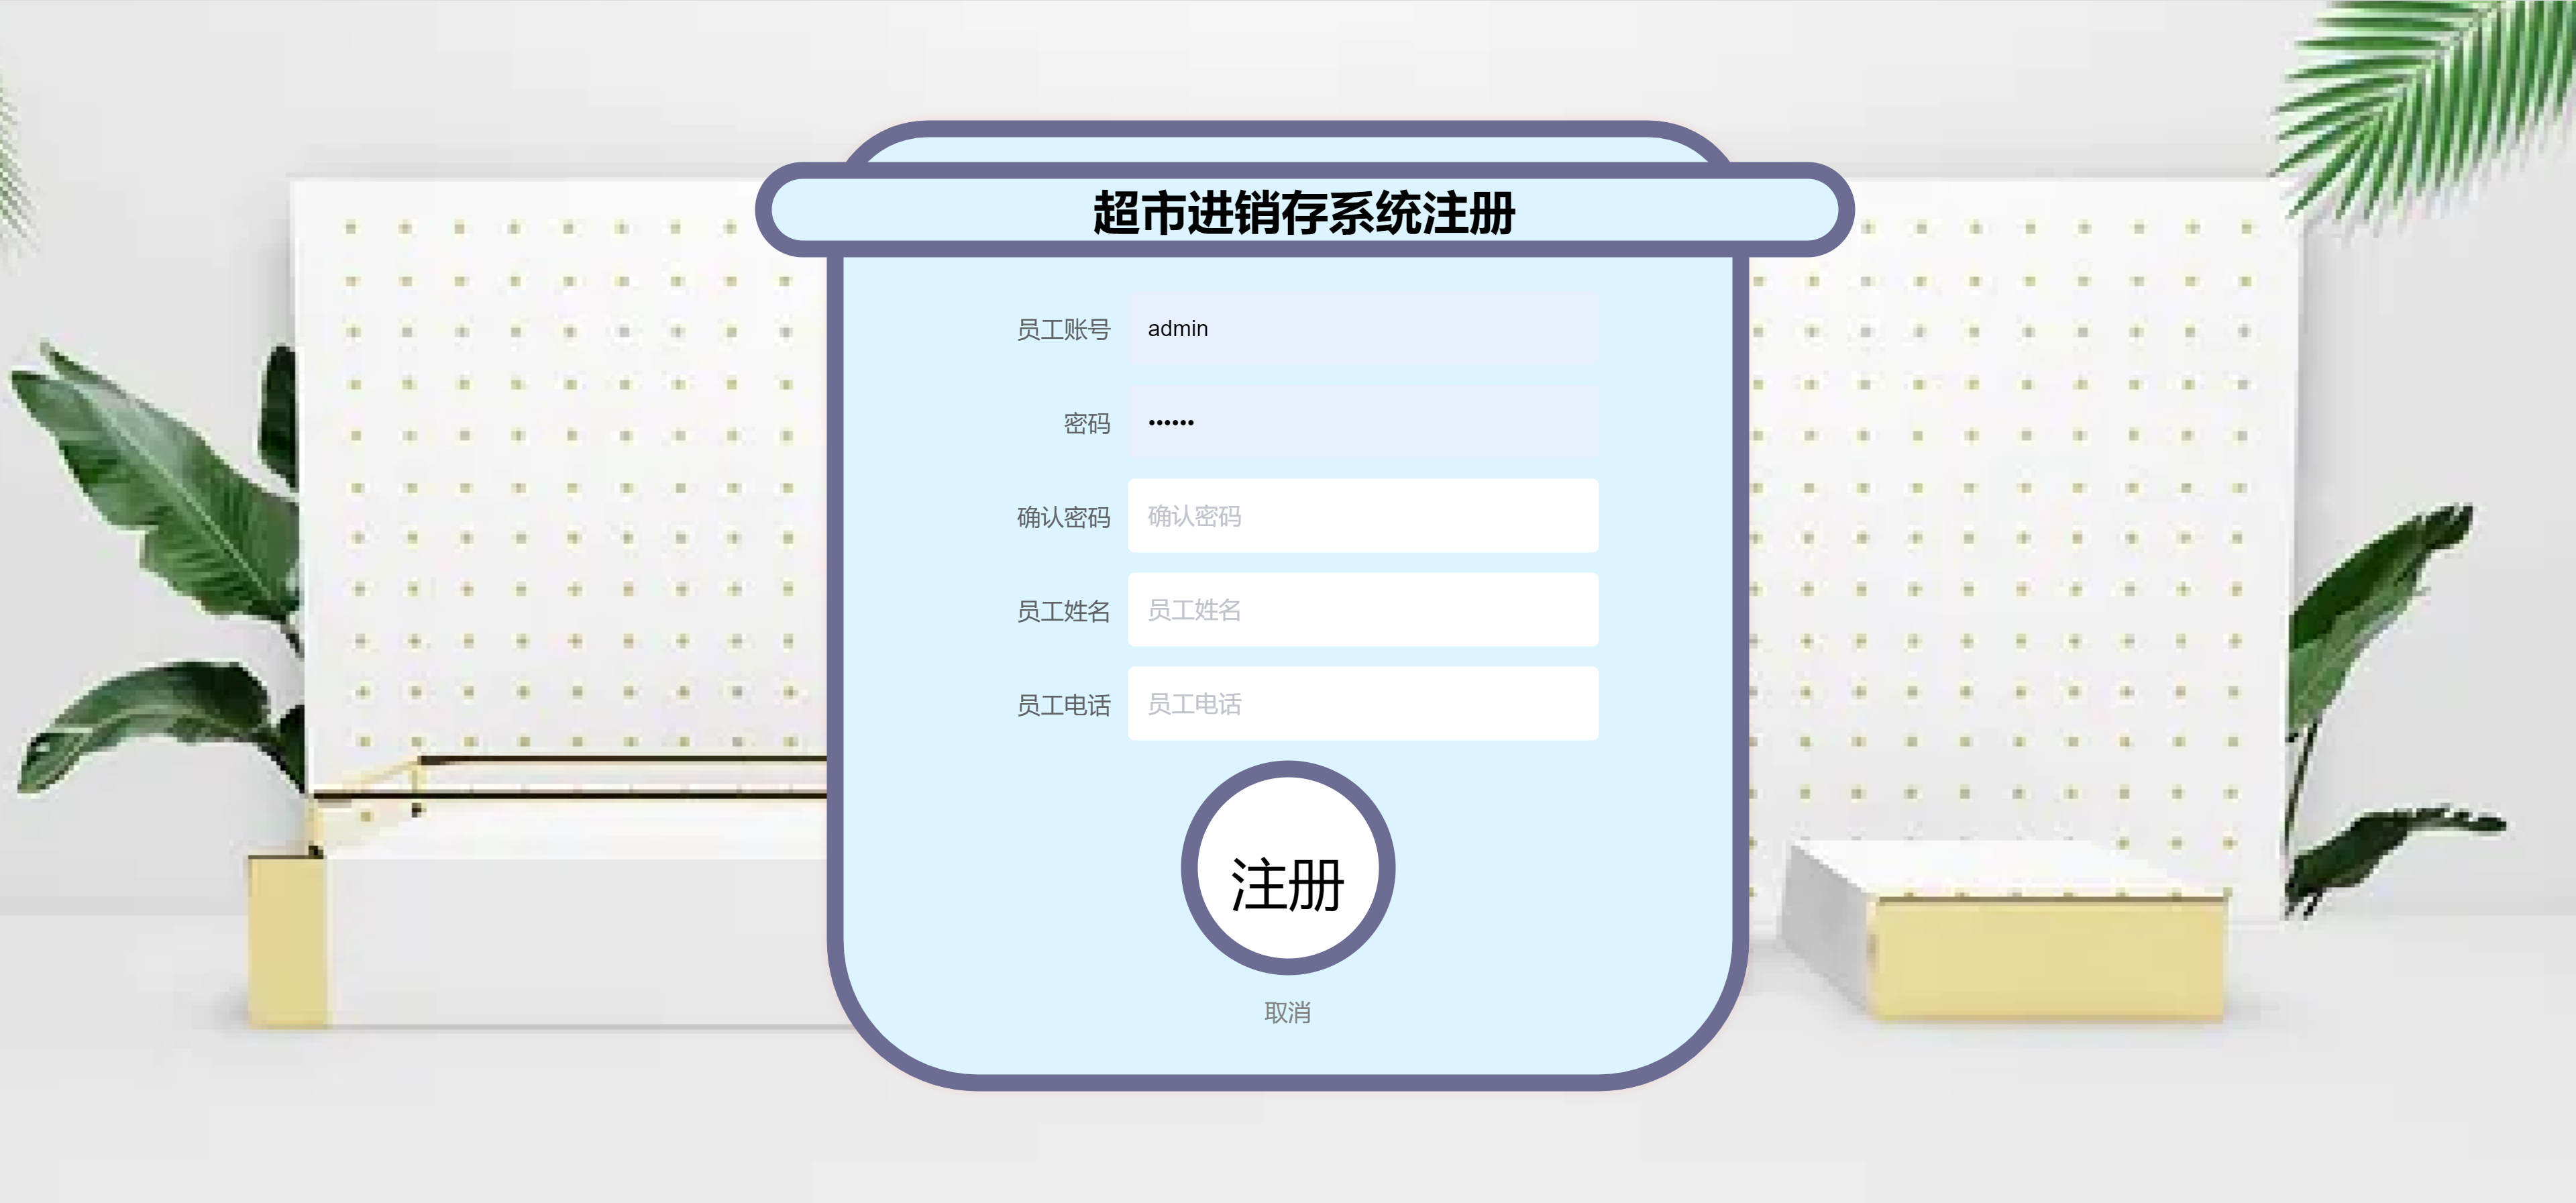 超市进销存系统注册
员工账号 admin
密码 ••••••
确认密码 确认密码
员工姓名 员工姓名
员工电话 员工电话
注册
取消